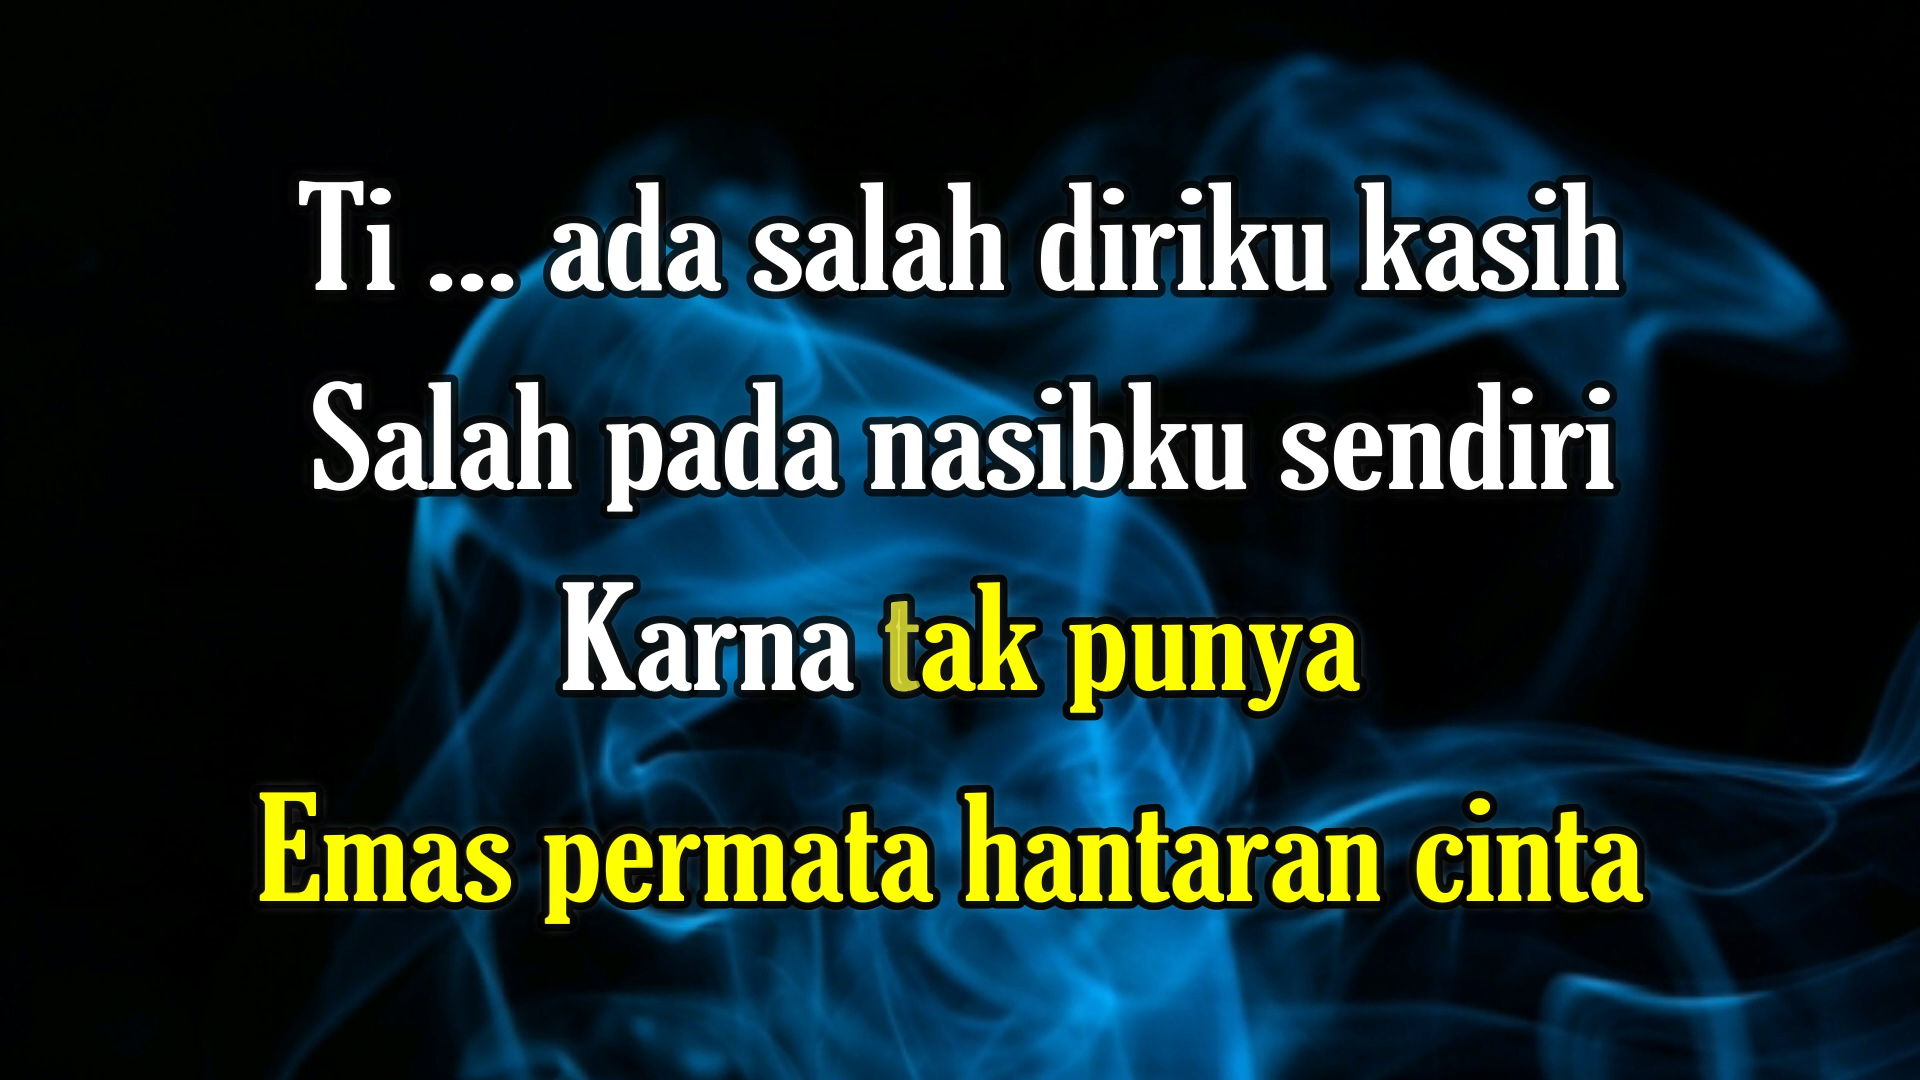 Ti ... ada salah diriku kasih
Salah pada nasibku sendiri
Karna tak punya
Emas permata hantaran cinta